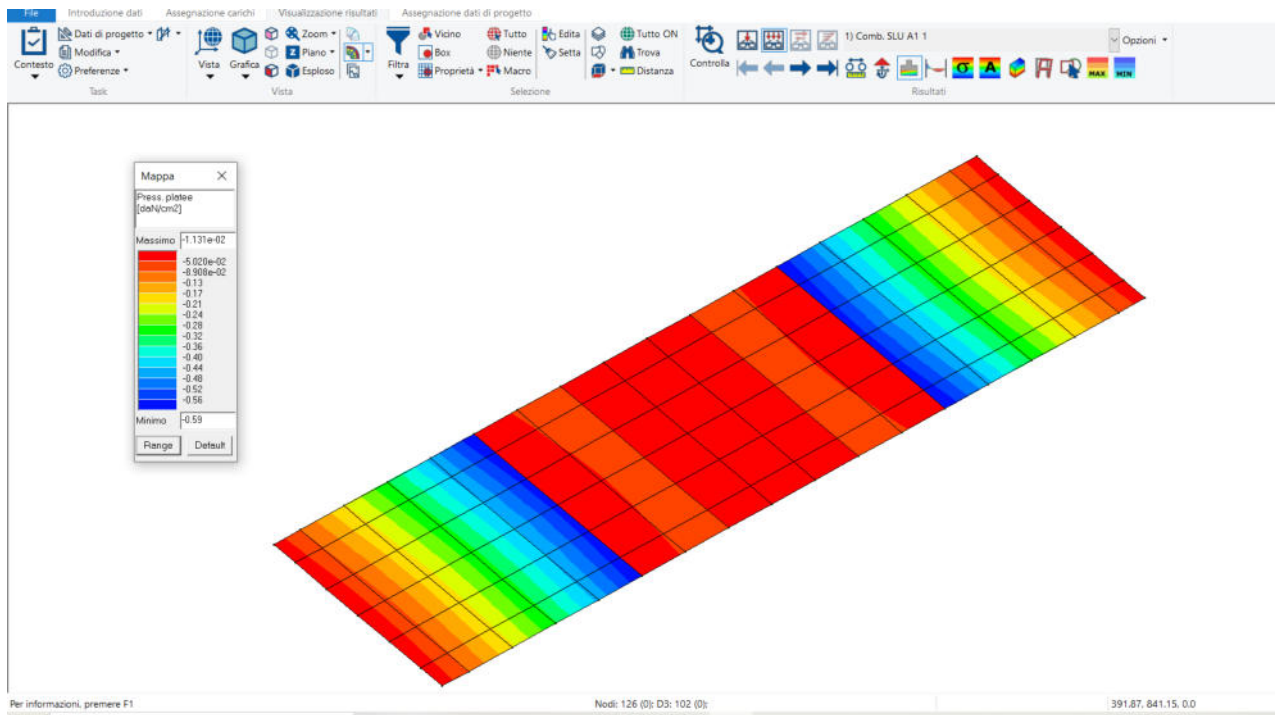 File Introduzione dati Assegnazione carichi Visualizzazione risultati Assegnazione dati di progetto
Contesto
Dati di progetto
Modifica
Preferenze
Task
Vista
Grafica
Zoom
Piano
Esploso
Vista
Filtra
Vicino
Box
Proprietà
Tutto
Niente
Macro
Edita
Setta
Tutto ON
Trova
Distanza
Selezione
Controlla
1) Comb. SLU A1 1
Opzioni
σ A MAX MIN
Risultati
Mappa
Press. platee
[daN/cm2]
Massimo -1.131e-02
-5.020e-02
-8.908e-02
-0.13
-0.17
-0.21
-0.24
-0.28
-0.32
-0.36
-0.40
-0.44
-0.48
-0.52
-0.56
Minimo -0.59
Range Default
Per informazioni, premere F1 Nodi: 126 (0); D3: 102 (0); 391.87, 841.15, 0.0